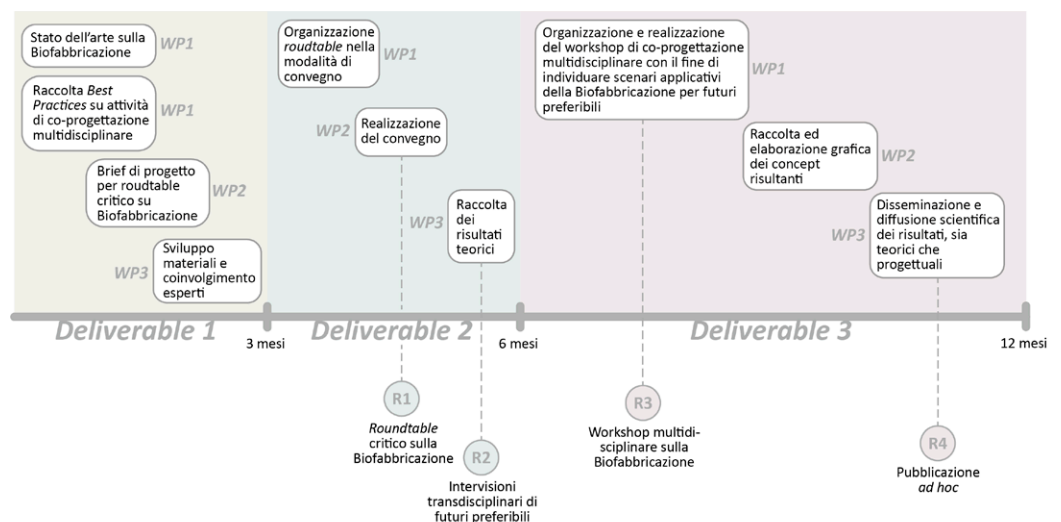 Stato dell'arte sulla
Biofabbricazione
WP1
Raccolta Best
Practices su attività
di co-progettazione
multidisciplinare
WP1
Brief di progetto
per roudtable
critico su
Biofabbricazione
WP2
WP3
Sviluppo
materiali e
coinvolgimento
esperti
Organizzazione
roudtable nella
modalità di
convegno
WP1
WP2
Realizzazione
del convegno
WP3
Raccolta
dei
risultati
teorici
Organizzazione e realizzazione
del workshop di co-progettazione
multidisciplinare con il fine di
individuare scenari applicativi
della Biofabbricazione per futuri
preferibili
WP1
Raccolta ed
elaborazione grafica
dei concept
risultanti
WP2
WP3
Disseminazione e
diffusione scientifica
dei risultati, sia
teorici che
progettuali
Deliverable 1
Deliverable 2
Deliverable 3
3 mesi
6 mesi
12 mesi
R1
Roundtable
critico sulla
Biofabbricazione
R2
Intervisioni
transdisciplinari di
futuri preferibili
R3
Workshop multidi-
sciplinare sulla
Biofabbricazione
R4
Pubblicazione
ad hoc